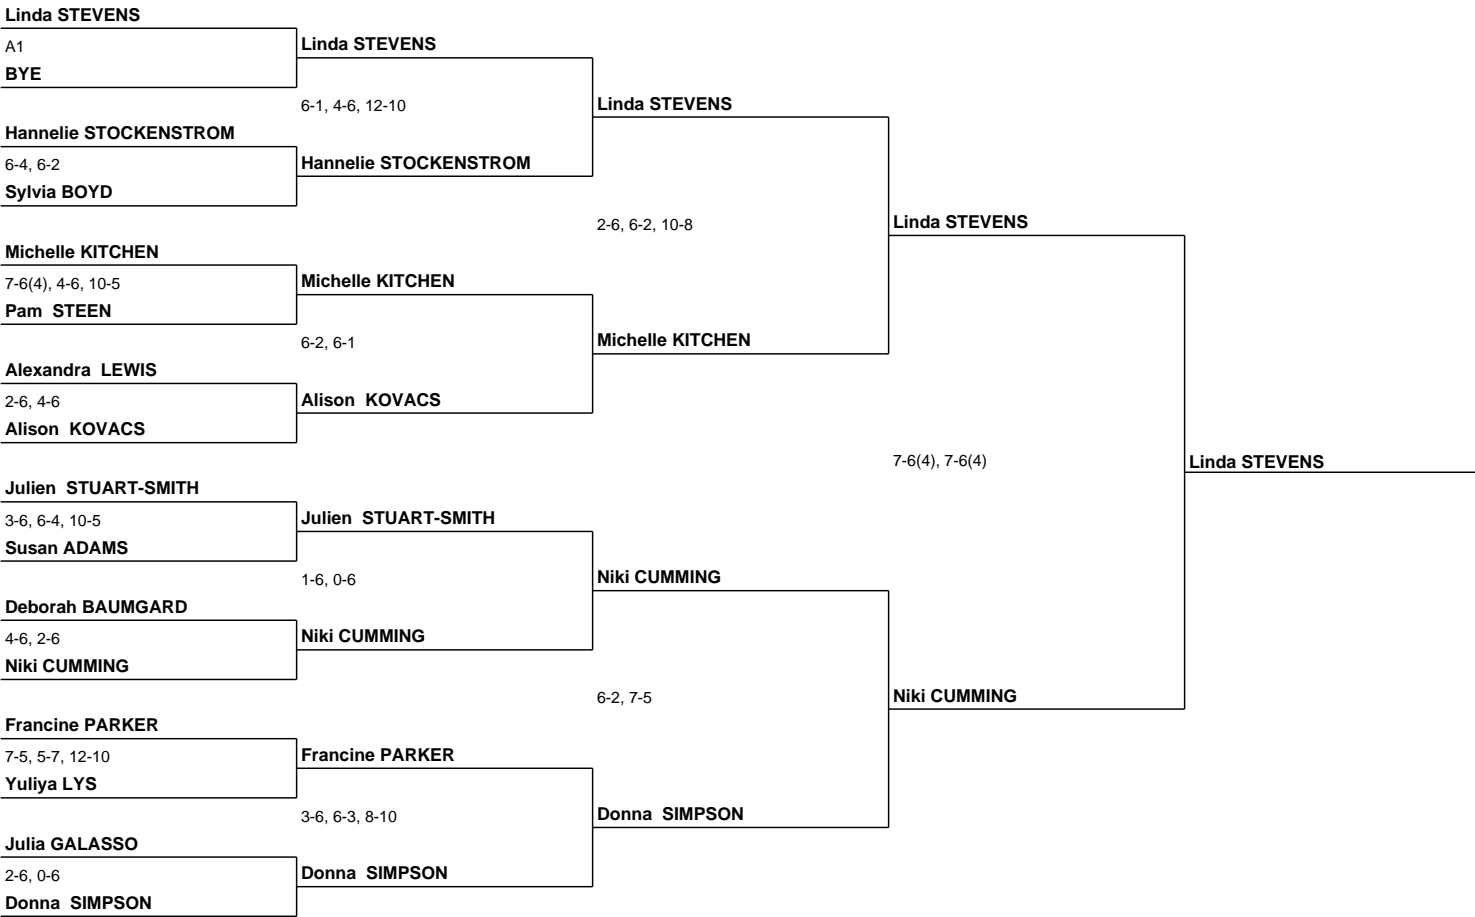 Linda STEVENS
A1
BYE
Hannelie STOCKENSTROM
6-4, 6-2
Sylvia BOYD
Michelle KITCHEN
7-6(4), 4-6, 10-5
Pam STEEN
Alexandra LEWIS
2-6, 4-6
Alison KOVACS
Julien STUART-SMITH
3-6, 6-4, 10-5
Susan ADAMS
Deborah BAUMGARD
4-6, 2-6
Niki CUMMING
Francine PARKER
7-5, 5-7, 12-10
Yuliya LYS
Julia GALASSO
2-6, 0-6
Donna SIMPSON
Linda STEVENS
6-1, 4-6, 12-10
Hannelie STOCKENSTROM
Michelle KITCHEN
6-2, 6-1
Alison KOVACS
Julien STUART-SMITH
1-6, 0-6
Niki CUMMING
Francine PARKER
3-6, 6-3, 8-10
Donna SIMPSON
Linda STEVENS
2-6, 6-2, 10-8
Michelle KITCHEN
Niki CUMMING
6-2, 7-5
Donna SIMPSON
Linda STEVENS
7-6(4), 7-6(4)
Niki CUMMING
Linda STEVENS